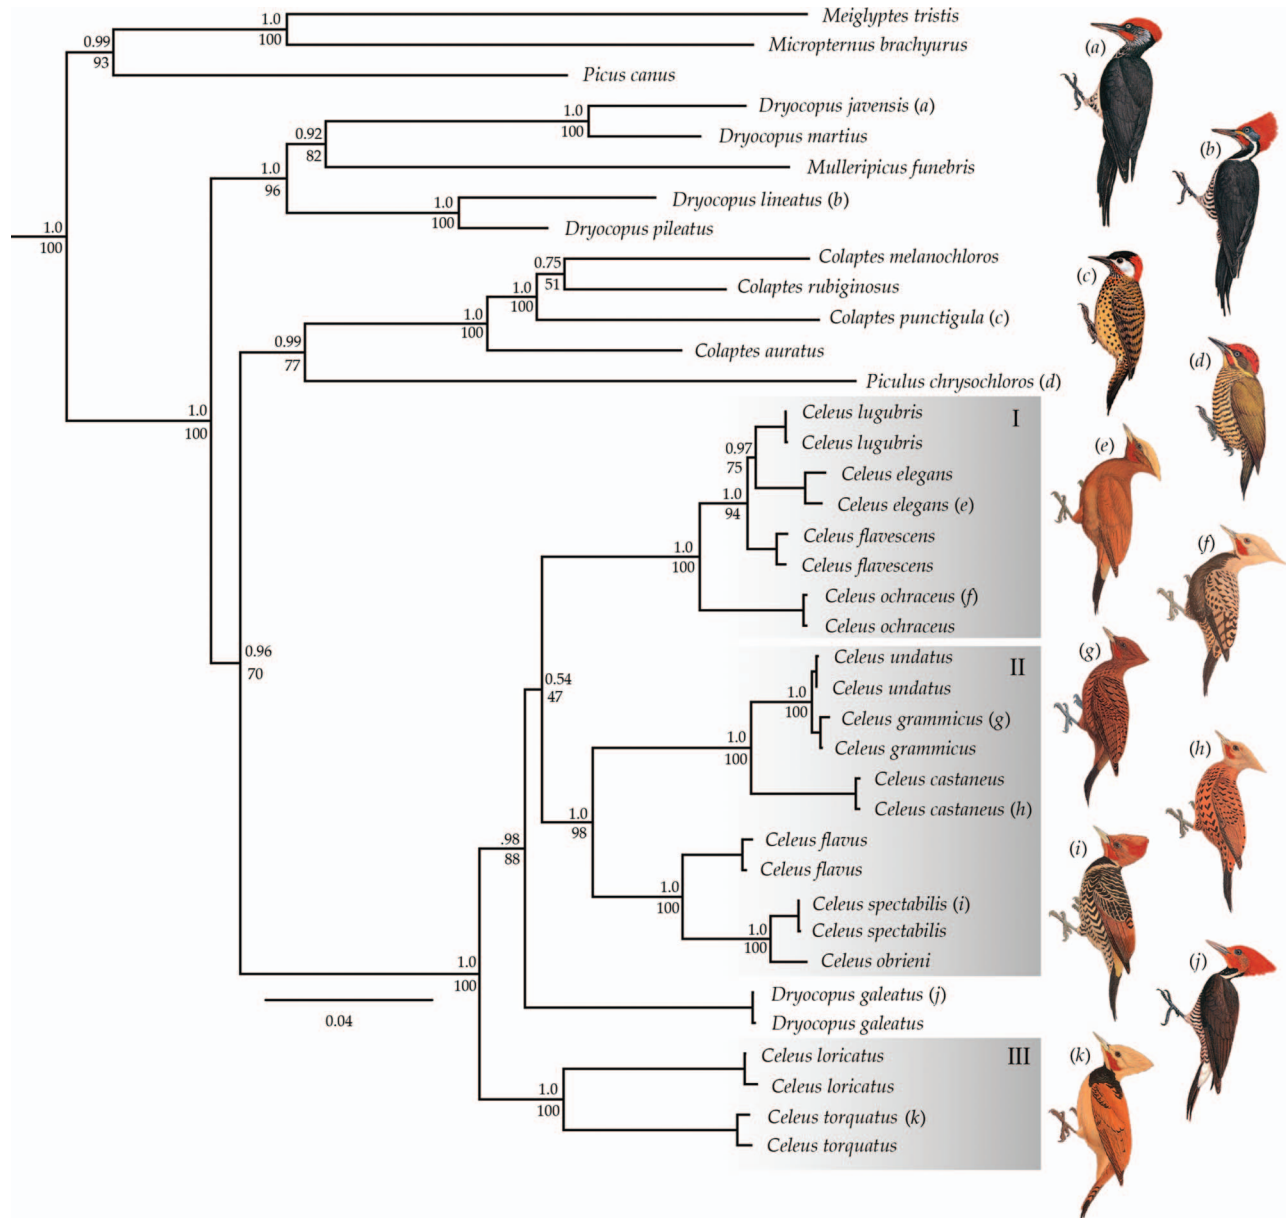 1.0
100
0.99
93
1.0
100
Meiglyptes tristis
Micropternus brachyurus
Picus canus
1.0
100
1.0
96
0.92
82
1.0
100
Dryocopus javensis (a)
Dryocopus martius
Mulleripicus funebris
1.0
100
Dryocopus lineatus (b)
Dryocopus pileatus
0.96
70
0.99
77
1.0
100
1.0
100
0.75
51
Colaptes melanochloros
Colaptes rubiginosus
Colaptes punctigula (c)
Colaptes auratus
Piculus chrysochloros (d)
1.0
100
.98
88
0.54
47
1.0
100
1.0
94
0.97
75
I
Celeus lugubris
Celeus lugubris
Celeus elegans
Celeus elegans (e)
Celeus flavescens
Celeus flavescens
Celeus ochraceus (f)
Celeus ochraceus
1.0
98
1.0
100
1.0
100
II
Celeus undatus
Celeus undatus
Celeus grammicus (g)
Celeus grammicus
Celeus castaneus
Celeus castaneus (h)
1.0
100
1.0
100
Celeus flavus
Celeus flavus
Celeus spectabilis (i)
Celeus spectabilis
Celeus obrieni
Dryocopus galeatus (j)
Dryocopus galeatus
1.0
100
III
Celeus loricatus
Celeus loricatus
Celeus torquatus (k)
Celeus torquatus
0.04
(a)
(b)
(c)
(d)
(e)
(f)
(g)
(h)
(i)
(j)
(k)